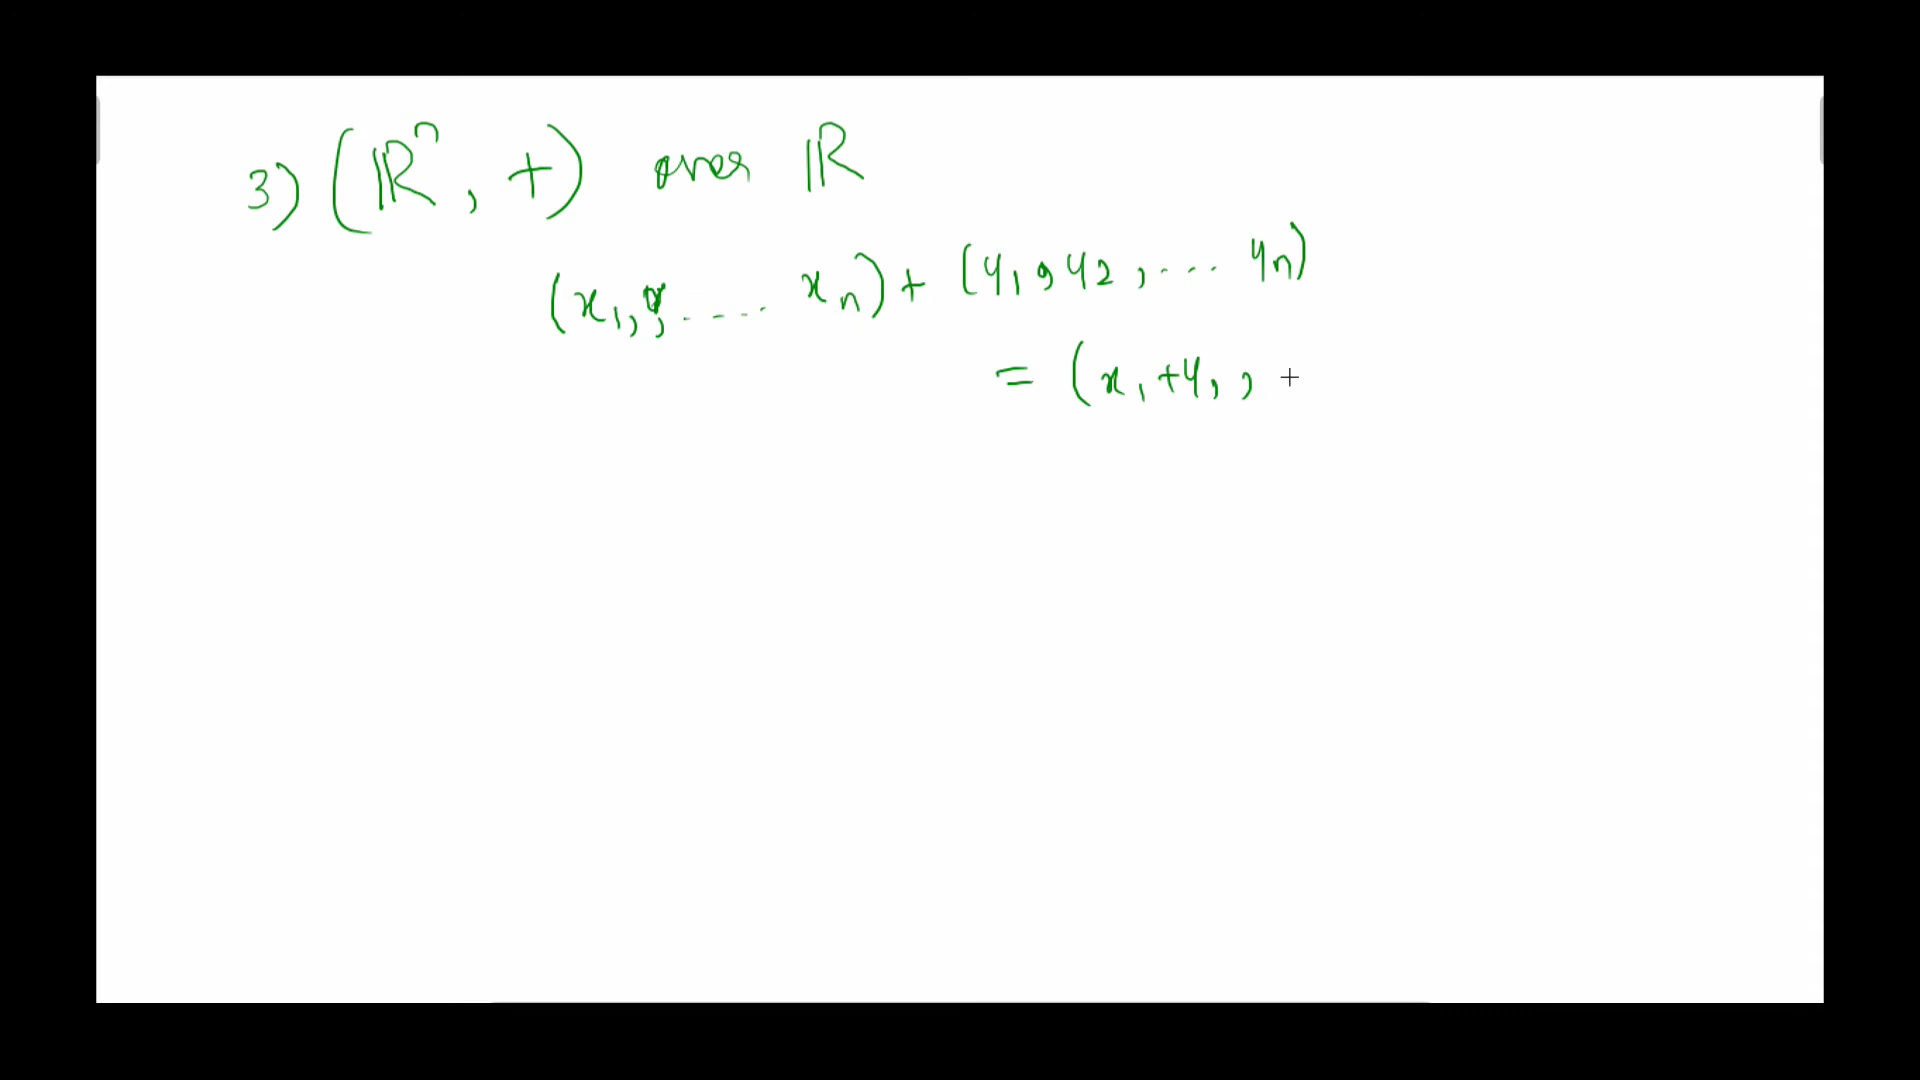 3) (ℝⁿ, +) over ℝ
(x₁, , .... xₙ) + (y₁, y₂, ... yₙ)
= (x₁ + y₁,